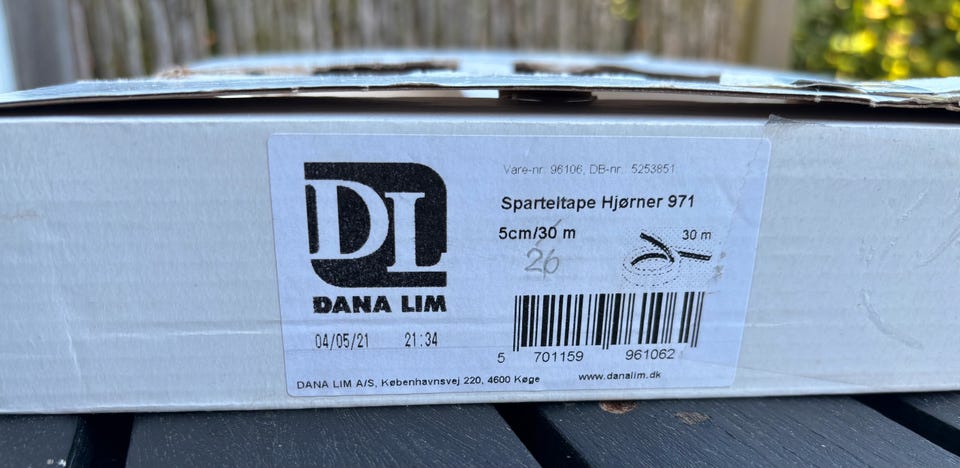 DL
DANA LIM
04/05/21 21:34
Vare-nr. 96106, DB-nr. 5253851
Sparteltape Hjørner 971
5cm/30 m
26
30 m
5 701159 961062
DANA LIM A/S, Københavnsvej 220, 4600 Køge www.danalim.dk